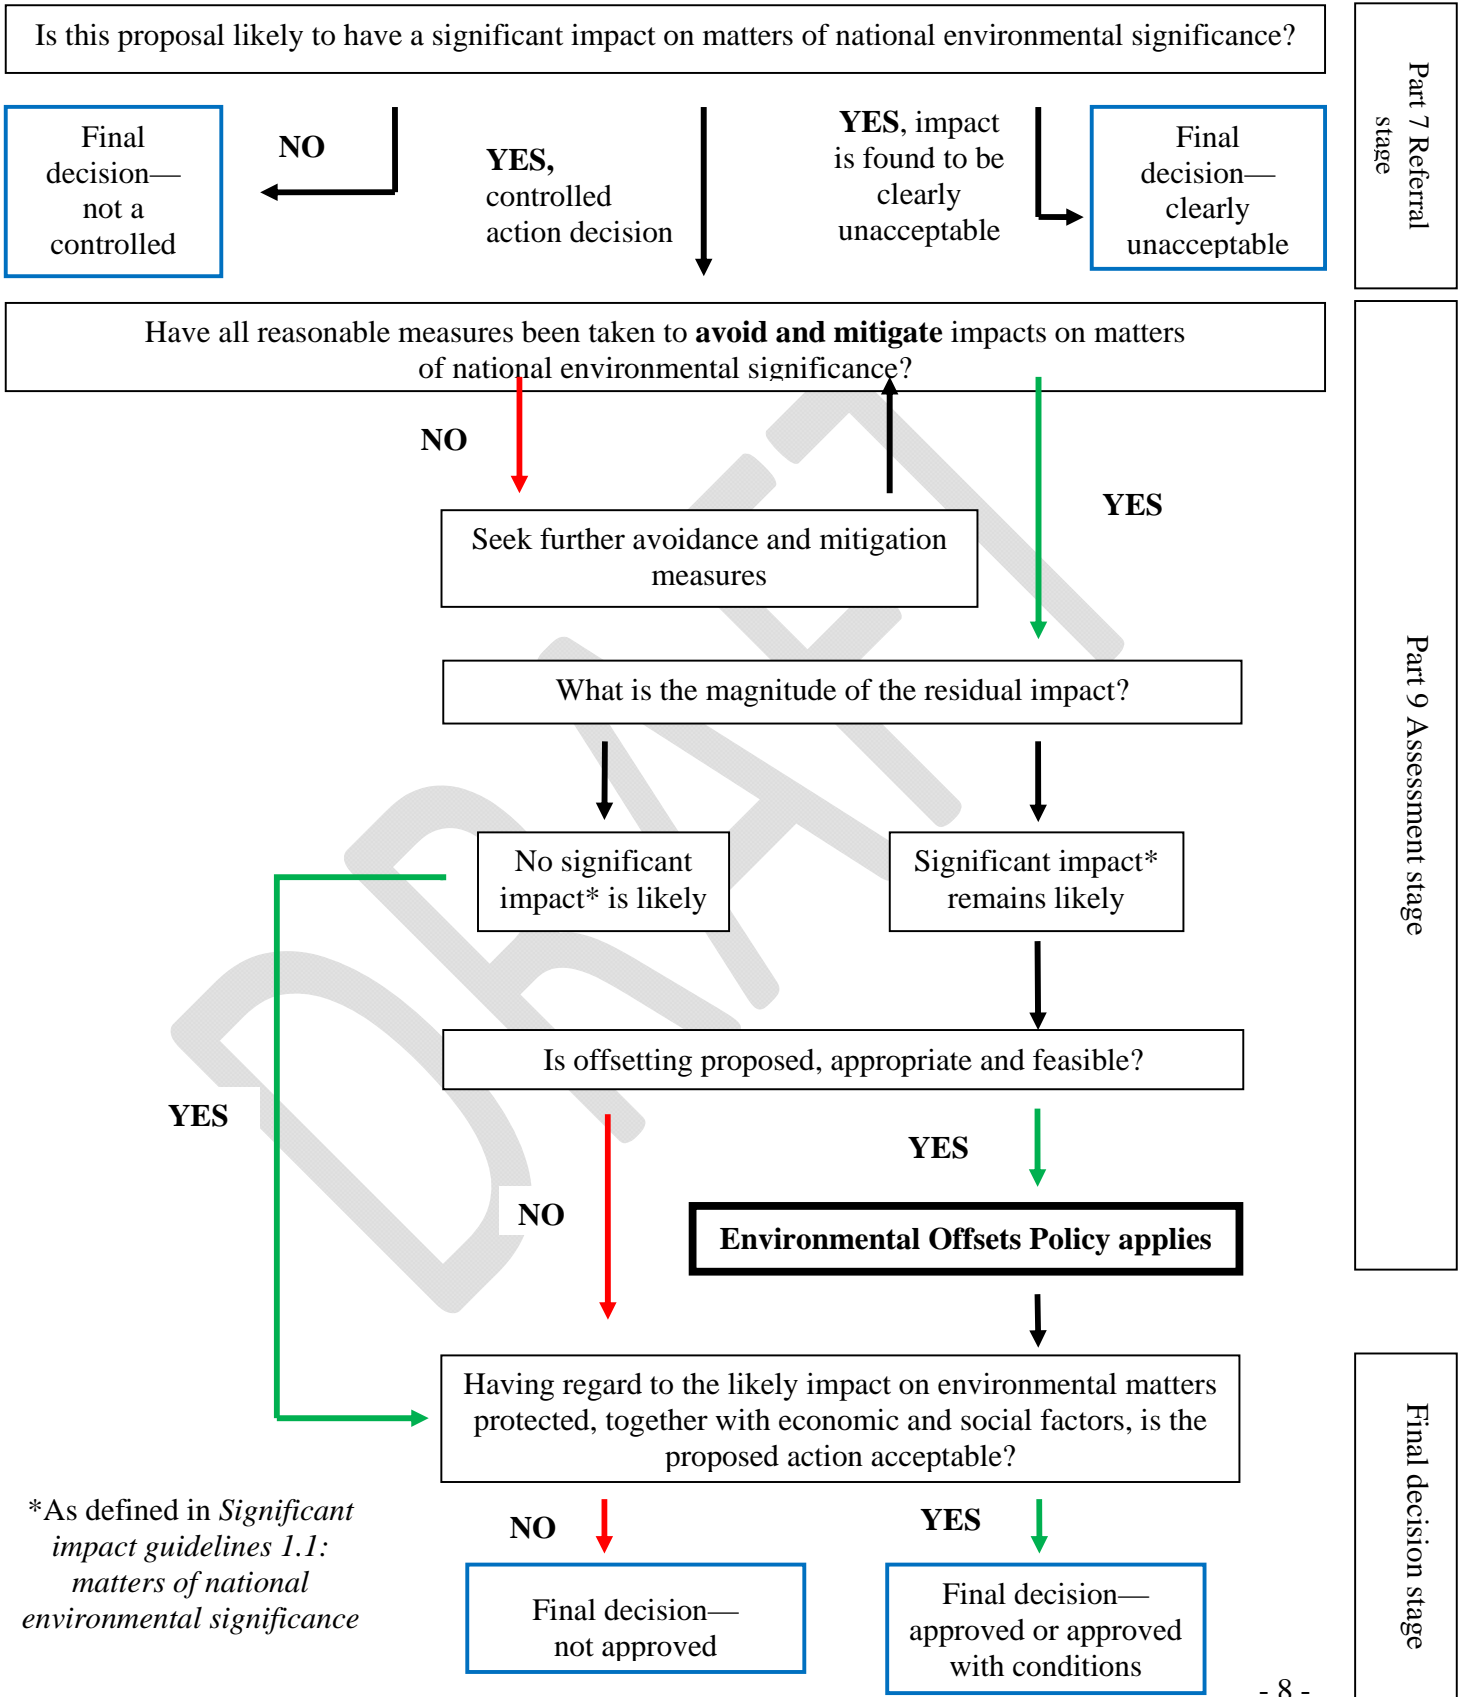 Is this proposal likely to have a significant impact on matters of national environmental significance?
Part 7 Referral
stage
Final
decision—
not a
controlled
NO
YES,
controlled
action decision
YES, impact
is found to be
clearly
unacceptable
Final
decision—
clearly
unacceptable
Have all reasonable measures been taken to avoid and mitigate impacts on matters
of national environmental significance?
NO
YES
Seek further avoidance and mitigation
measures
Part 9 Assessment stage
What is the magnitude of the residual impact?
No significant
impact* is likely
Significant impact*
remains likely
Is offsetting proposed, appropriate and feasible?
YES
YES
NO
Environmental Offsets Policy applies
Having regard to the likely impact on environmental matters
protected, together with economic and social factors, is the
proposed action acceptable?
Final decision stage
*As defined in Significant
impact guidelines 1.1:
matters of national
environmental significance
NO
YES
Final decision—
not approved
Final decision—
approved or approved
with conditions
- 8 -
DRAFT